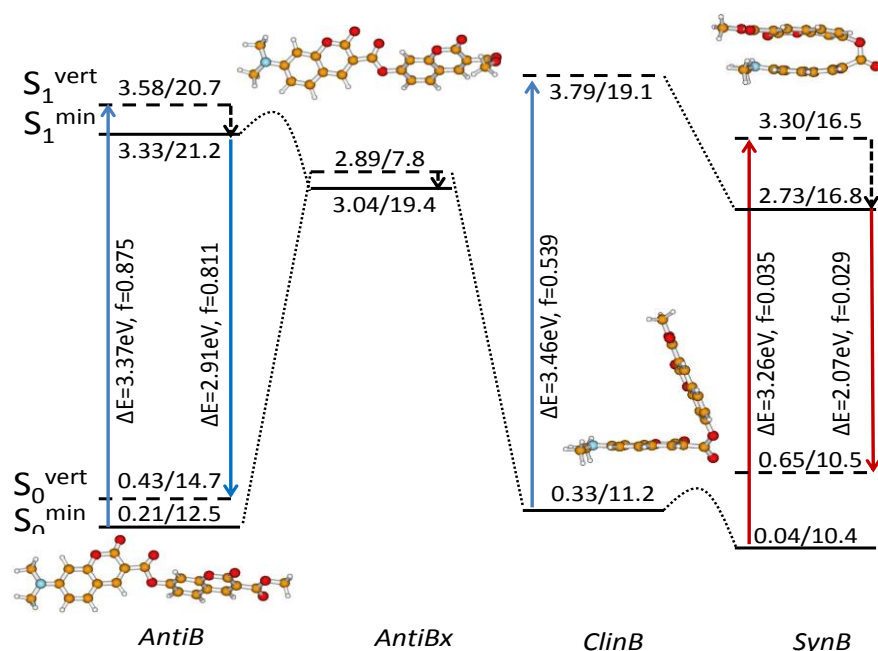 S₁ᵛᵉʳᵗ
3.58/20.7
S₁ᵐⁱⁿ
3.33/21.2
2.89/7.8
3.04/19.4
3.79/19.1
3.30/16.5
2.73/16.8
ΔE=3.37eV, f=0.875
ΔE=2.91eV, f=0.811
ΔE=3.46eV, f=0.539
ΔE=3.26eV, f=0.035
ΔE=2.07eV, f=0.029
S₀ᵛᵉʳᵗ
0.43/14.7
S₀ᵐⁱⁿ
0.21/12.5
0.33/11.2
0.65/10.5
0.04/10.4
AntiB AntiBx ClinB SynB